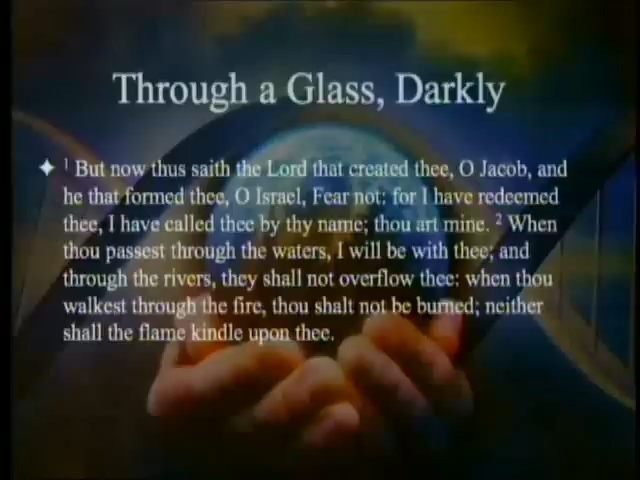 Through a Glass, Darkly
1 But now thus saith the Lord that created thee, O Jacob, and
he that formed thee, O Israel, Fear not: for I have redeemed
thee, I have called thee by thy name; thou art mine. 2 When
thou passest through the waters, I will be with thee; and
through the rivers, they shall not overflow thee: when thou
walkest through the fire, thou shalt not be burned; neither
shall the flame kindle upon thee.